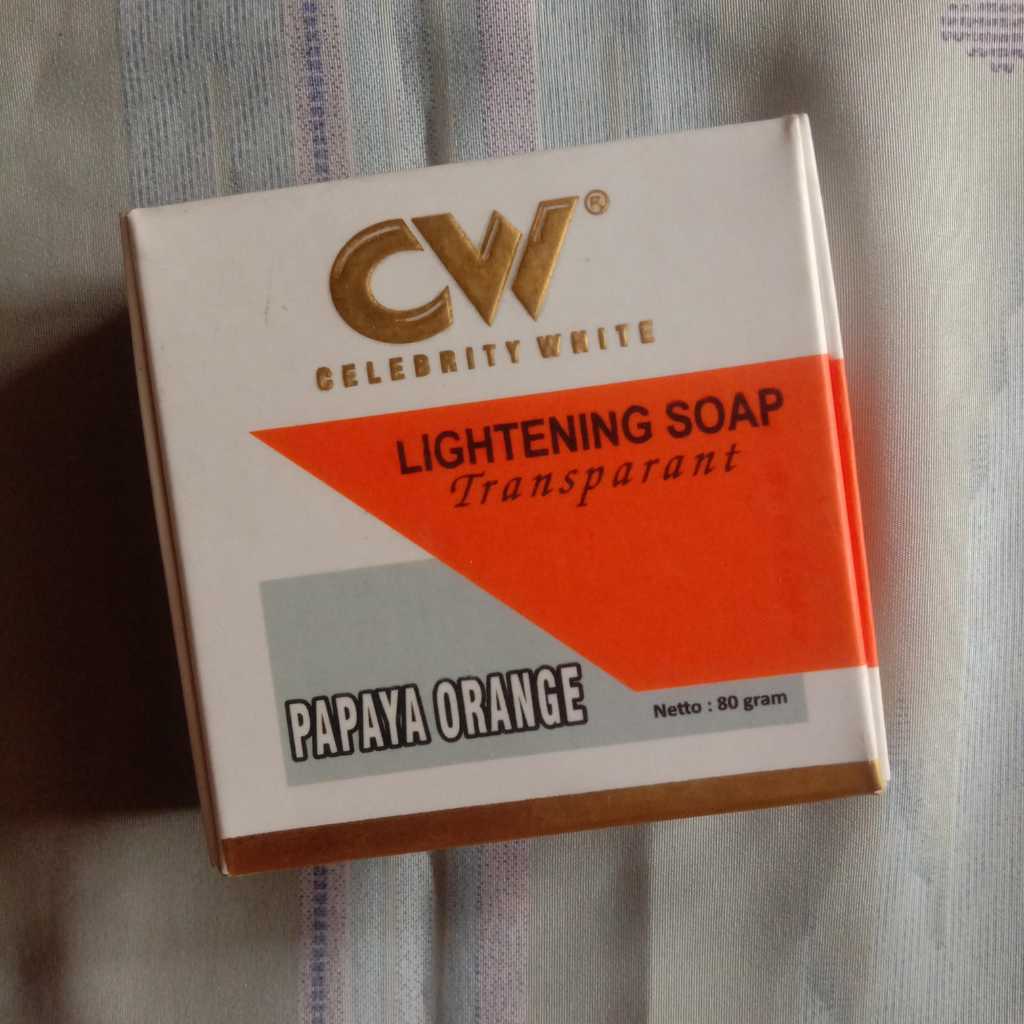 CW®
CELEBRITY WHITE
LIGHTENING SOAP
Transparant
PAPAYA ORANGE
Netto : 80 gram